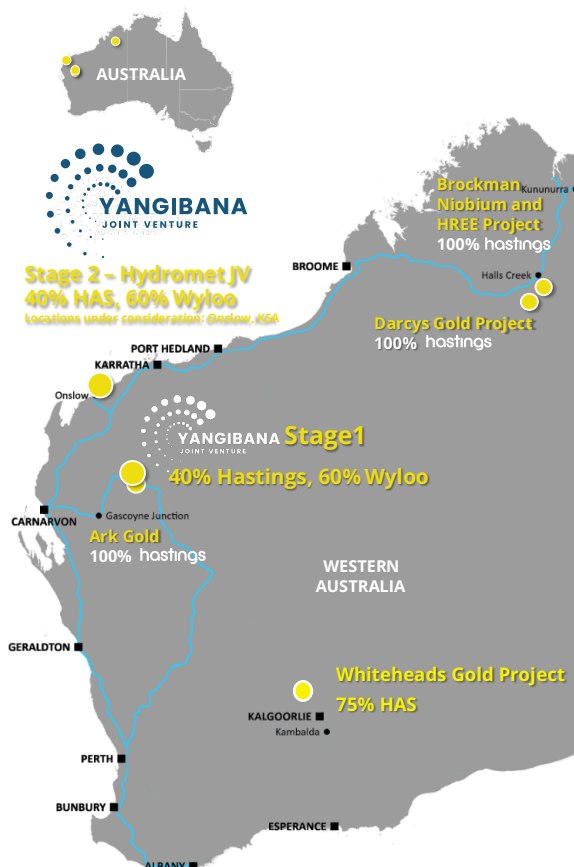 AUSTRALIA
YANGIBANA
JOINT VENTURE
Stage 2 – Hydromet JV
40% HAS, 60% Wyloo
Locations under consideration: Onslow, KSA
Brockman
Niobium and
HREE Project
100% hastings
Kununurra
BROOME
Halls Creek
Darcys Gold Project
100% hastings
PORT HEDLAND
KARRATHA
Onslow
YANGIBANA
JOINT VENTURE
Stage1
40% Hastings, 60% Wyloo
CARNARVON
Gascoyne Junction
Ark Gold
100% hastings
WESTERN
AUSTRALIA
GERALDTON
Whiteheads Gold Project
75% HAS
KALGOORLIE
Kambalda
PERTH
BUNBURY
ESPERANCE
ALBANY